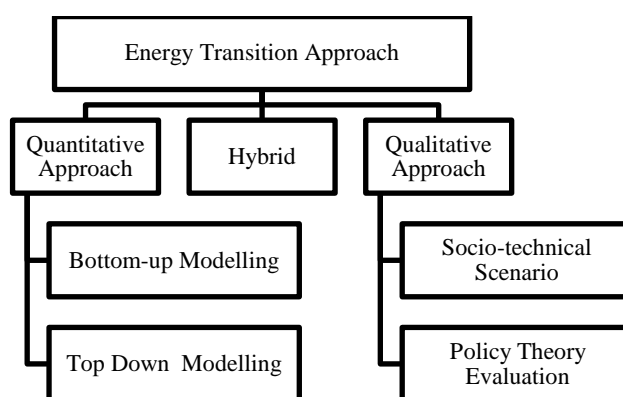 Energy Transition Approach
Quantitative
Approach
Hybrid
Qualitative
Approach
Bottom-up Modelling
Socio-technical
Scenario
Top Down Modelling
Policy Theory
Evaluation